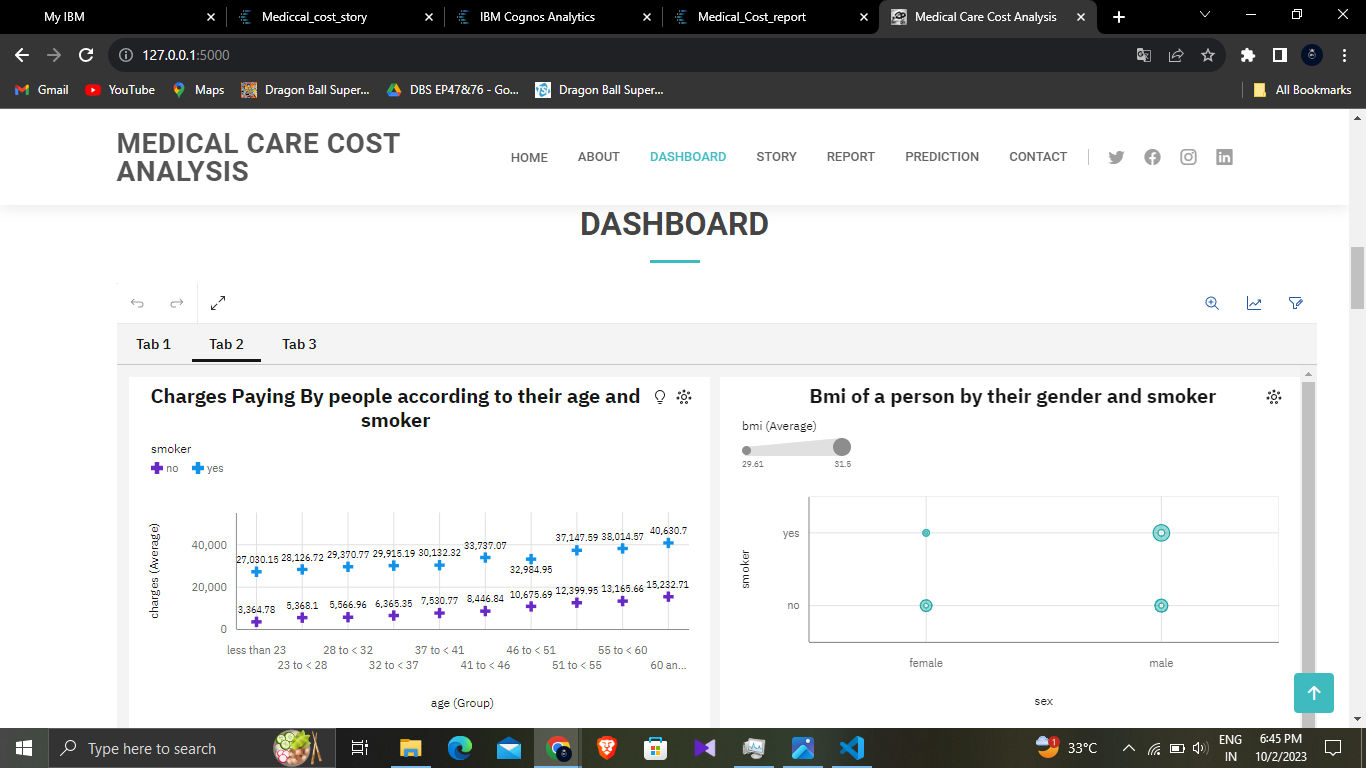 My IBM
Mediccal_cost_story
IBM Cognos Analytics
Medical_Cost_report
Medical Care Cost Analysis
127.0.0.1:5000
Gmail
YouTube
Maps
Dragon Ball Super...
DBS EP47&76 - Go...
Dragon Ball Super...
All Bookmarks
MEDICAL CARE COST
ANALYSIS
HOME
ABOUT
DASHBOARD
STORY
REPORT
PREDICTION
CONTACT
DASHBOARD
Tab 1
Tab 2
Tab 3
Charges Paying By people according to their age and
smoker
smoker
no
yes
charges (Average)
40,000
20,000
0
27,030.15
28,126.72
29,370.77
29,915.19
30,132.32
33,737.07
32,984.95
37,147.59
38,014.57
40,630.7
3,364.78
5,368.1
5,566.96
6,365.35
7,530.77
8,446.84
10,675.69
12,399.95
13,165.66
15,232.71
less than 23
23 to < 28
28 to < 32
32 to < 37
37 to < 41
41 to < 46
46 to < 51
51 to < 55
55 to < 60
60 an...
age (Group)
Bmi of a person by their gender and smoker
bmi (Average)
29.61
31.5
smoker
yes
no
female
male
sex
Type here to search
1
33°C
ENG
IN
6:45 PM
10/2/2023